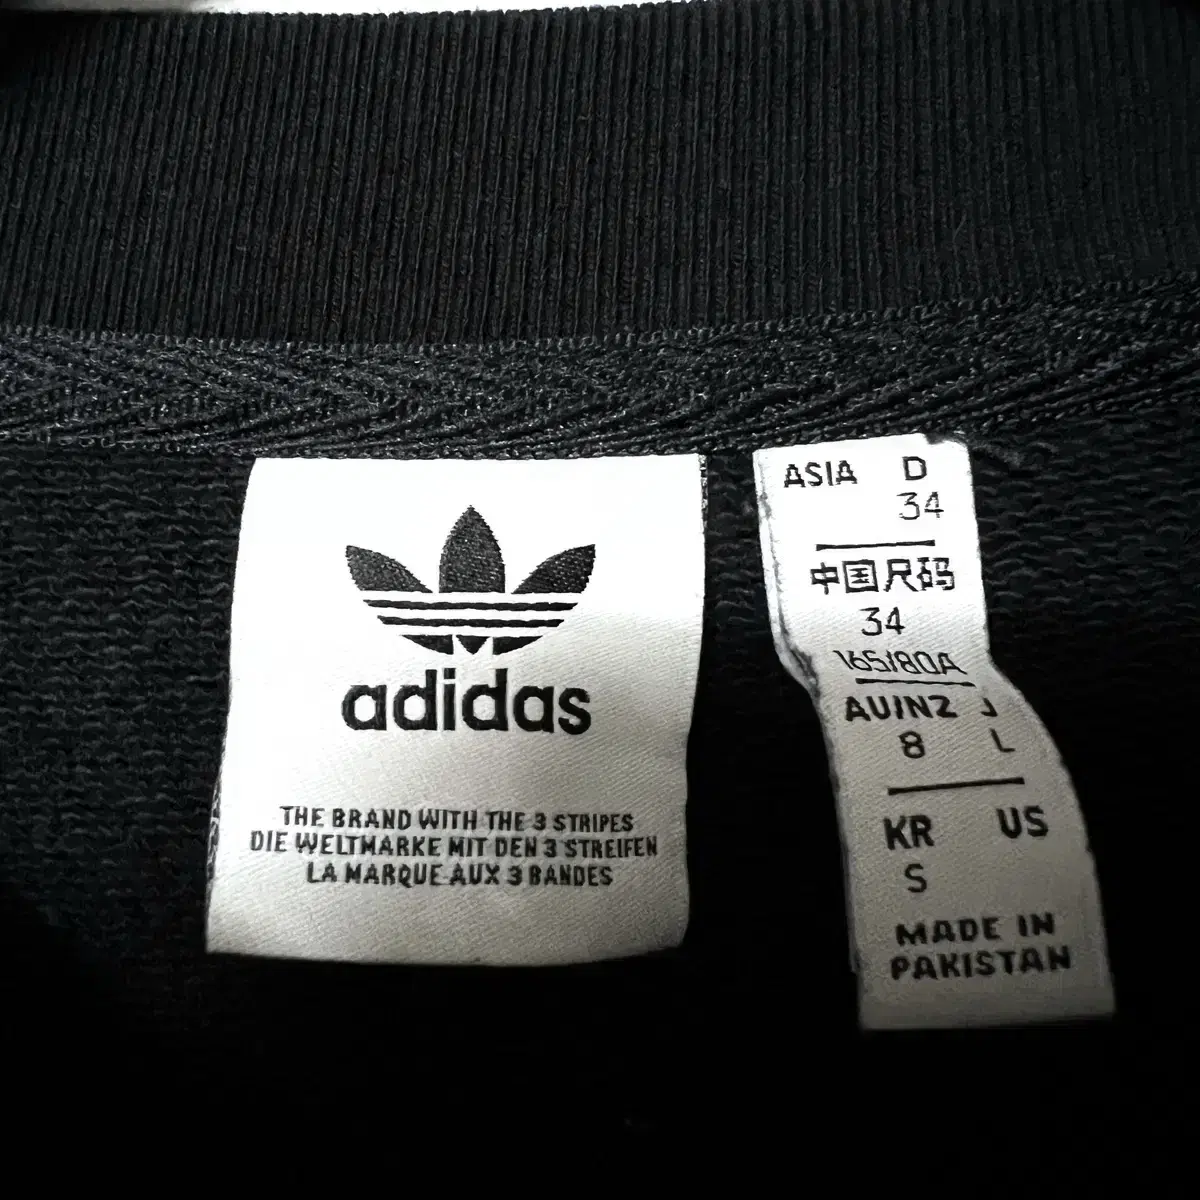 adidas
THE BRAND WITH THE 3 STRIPES
DIE WELTMARKE MIT DEN 3 STREIFEN
LA MARQUE AUX 3 BANDES
ASIA D
34
中国尺码
34
165/80A
AU/NZ J
8 L
KR US
S
MADE IN
PAKISTAN